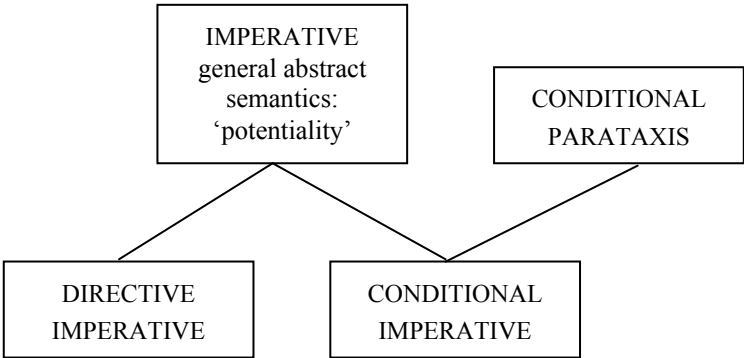 IMPERATIVE
general abstract
semantics:
‘potentiality’
CONDITIONAL
PARATAXIS
DIRECTIVE
IMPERATIVE
CONDITIONAL
IMPERATIVE